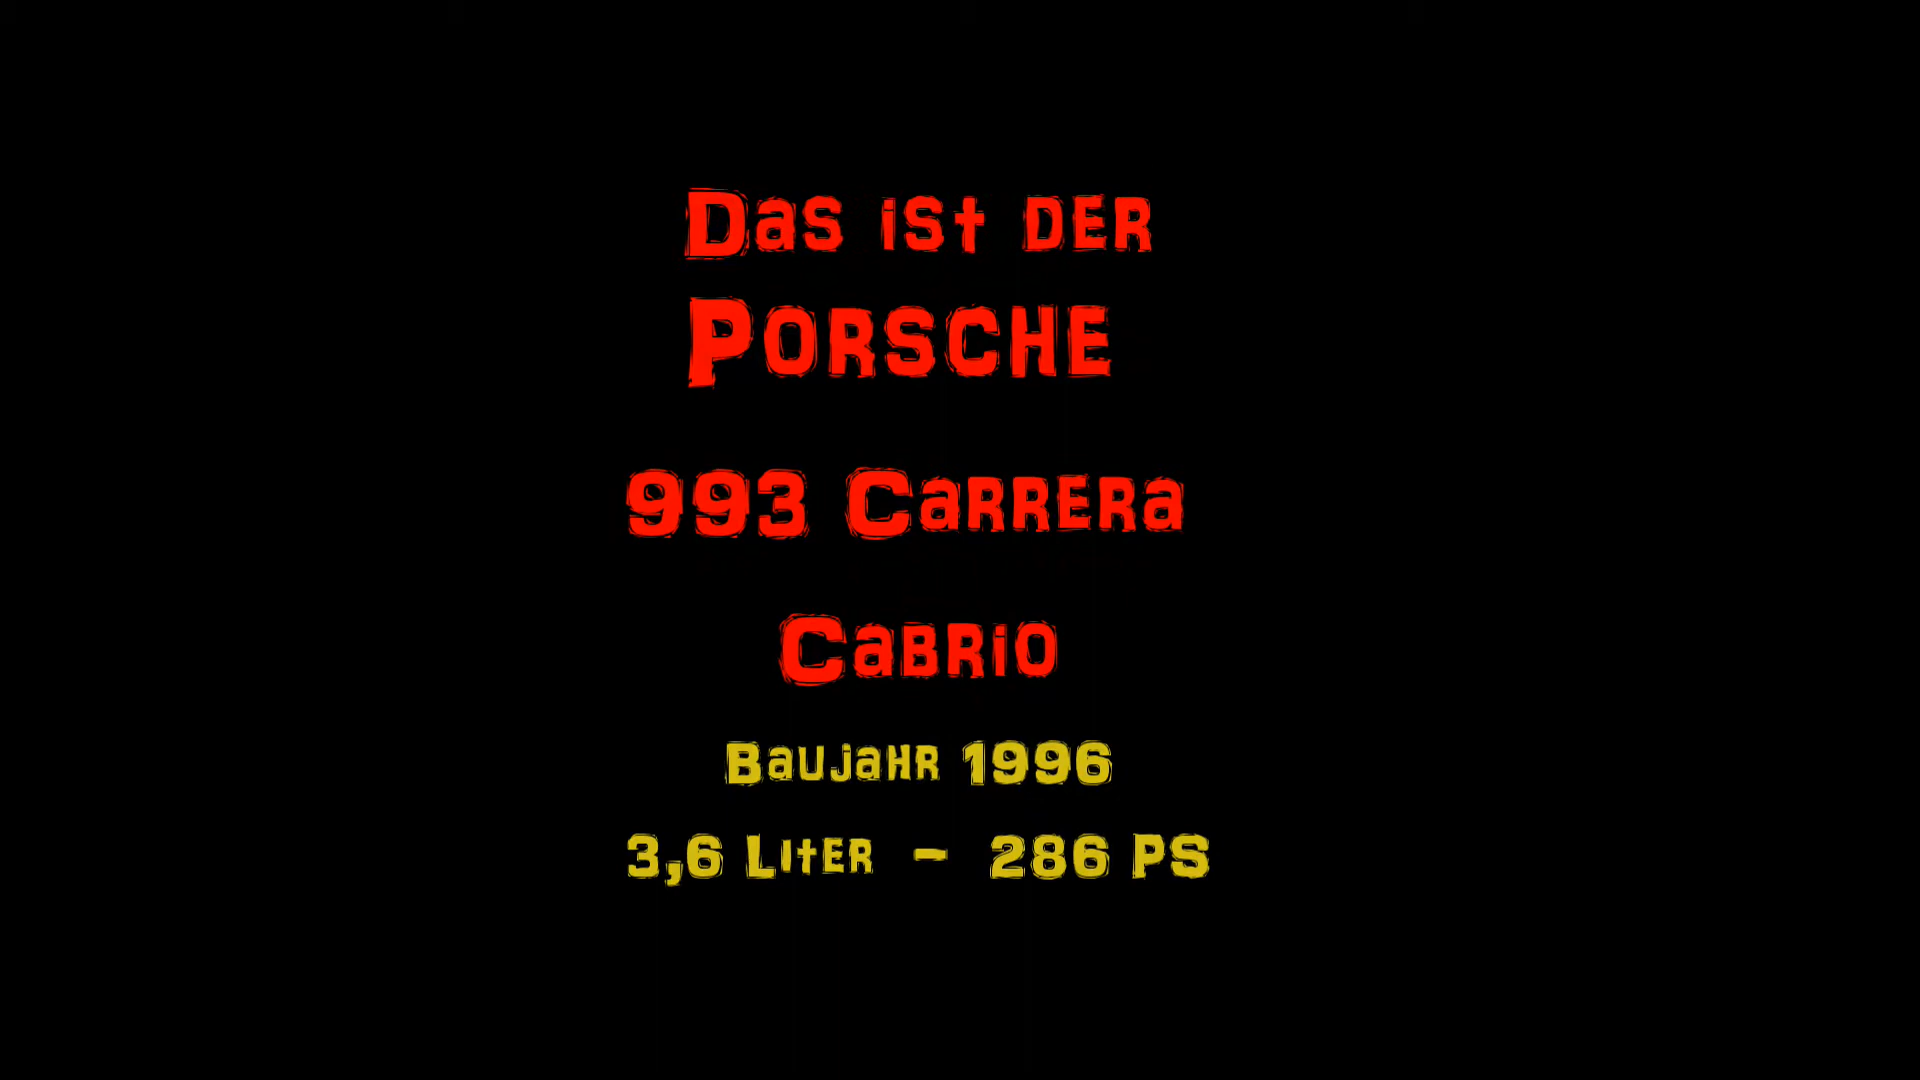 Das ist der
Porsche
993 Carrera
Cabrio
Baujahr 1996
3,6 Liter - 286 PS